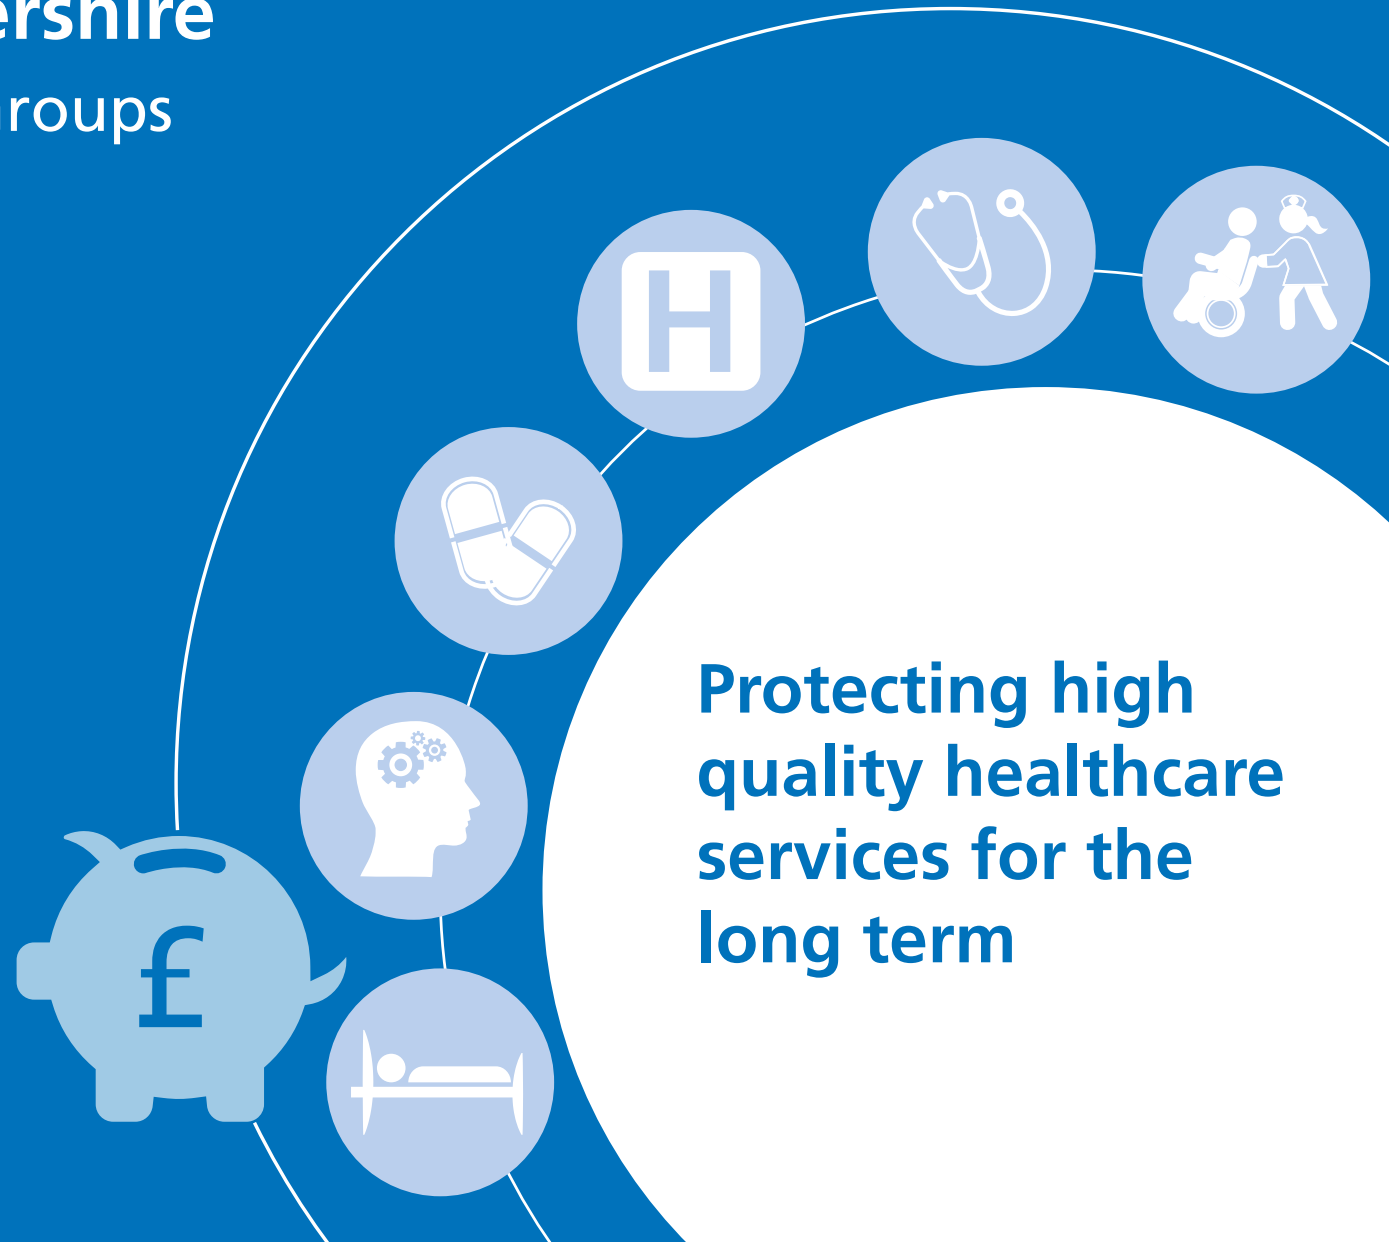 ershire
roups
H
Protecting high
quality healthcare
services for the
long term
£